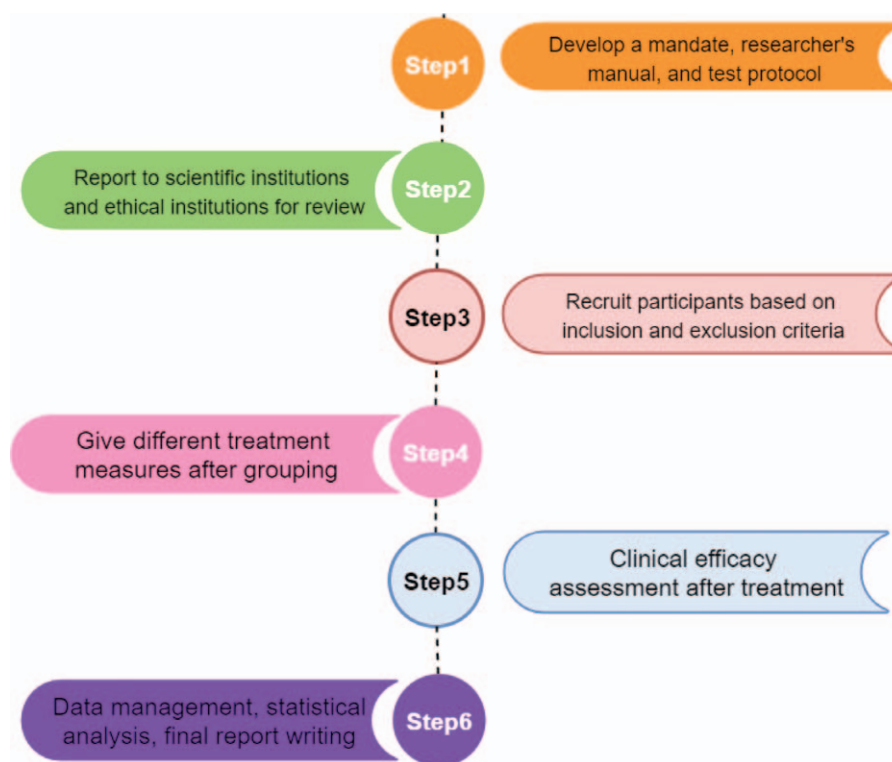 Step1
Develop a mandate, researcher's
manual, and test protocol
Report to scientific institutions
and ethical institutions for review
Step2
Step3
Recruit participants based on
inclusion and exclusion criteria
Give different treatment
measures after grouping
Step4
Step5
Clinical efficacy
assessment after treatment
Data management, statistical
analysis, final report writing
Step6